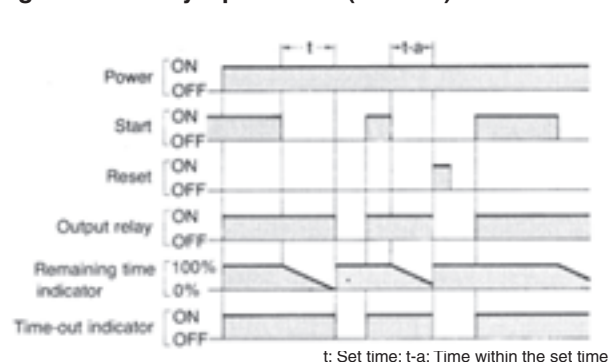 t
t-a
Power
ON
OFF
Start
ON
OFF
Reset
ON
OFF
Output relay
ON
OFF
Remaining time
indicator
100%
0%
Time-out indicator
ON
OFF
t: Set time; t-a: Time within the set time